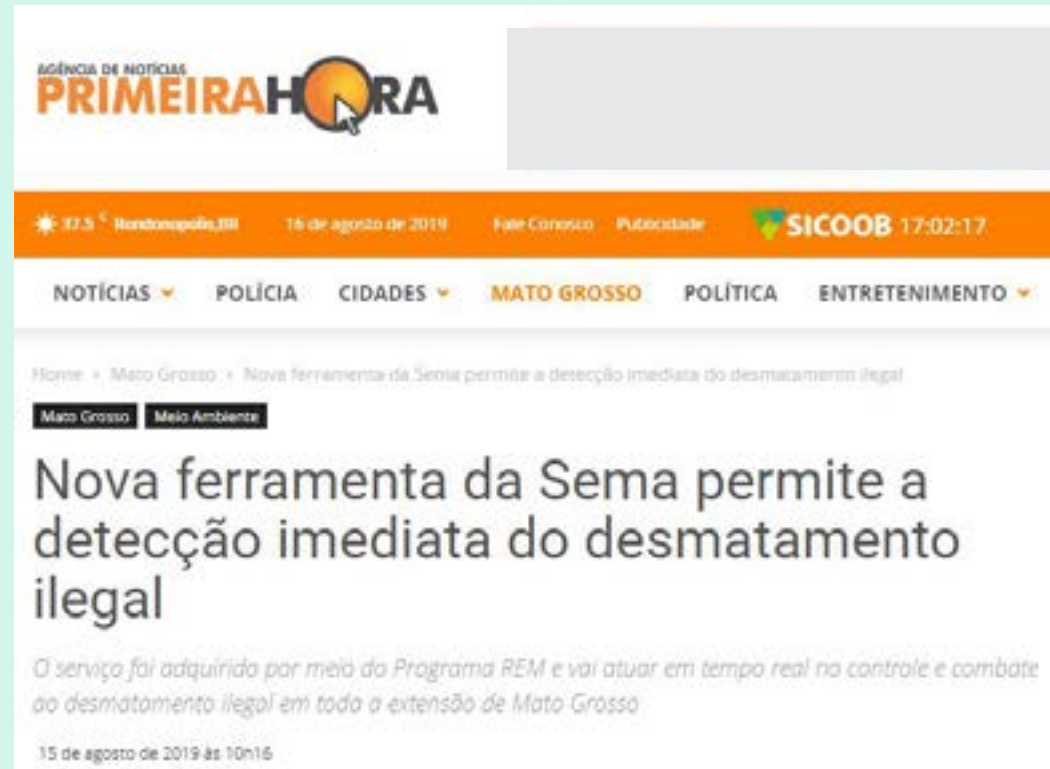 AGÊNCIA DE NOTÍCIAS
PRIMEIRAHORA
37.5 C Rondonopolis,BR 16 de agosto de 2019 Fale Conosco Publicidade SICOOB 17:02:17
NOTÍCIAS POLÍCIA CIDADES MATO GROSSO POLÍTICA ENTRETENIMENTO
Home Mato Grosso Nova ferramenta da Sema permite a detecção imediata do desmatamento ilegal
Mato Grosso Meio Ambiente
Nova ferramenta da Sema permite a
detecção imediata do desmatamento
ilegal
O serviço foi adquirido por meio do Programa REM e vai atuar em tempo real no controle e combate
ao desmatamento ilegal em toda a extensão de Mato Grosso
15 de agosto de 2019 às 10h16